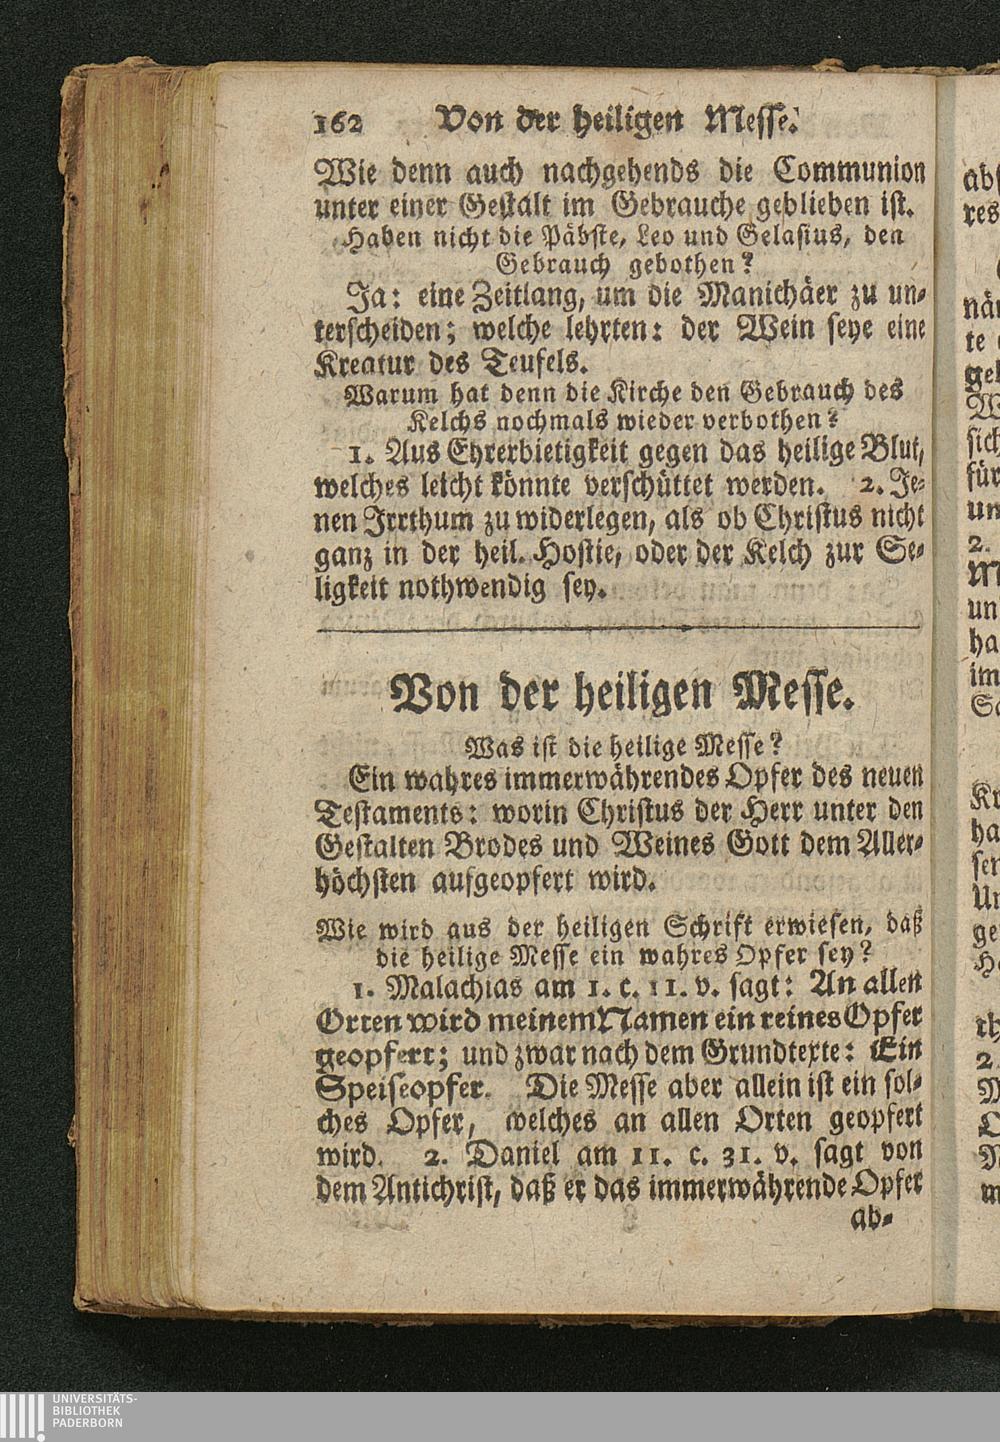 162 Von der heiligen Messe.
Wie denn auch nachgehends die Communion
unter einer Gestalt im Gebrauche geblieben ist.
Haben nicht die Päbste, Leo und Gelasius, den
Gebrauch gebothen?
Ja: eine Zeitlang, um die Manichäer zu un-
terscheiden; welche lehrten: der Wein seye eine
Kreatur des Teufels.
Warum hat denn die Kirche den Gebrauch des
Kelchs nochmals wieder verbothen?
1. Aus Ehrerbietigkeit gegen das heilige Blut,
welches leicht könnte verschüttet werden. 2. Je-
nen Irrthum zu widerlegen, als ob Christus nicht
ganz in der heil. Hostie, oder der Kelch zur Se-
ligkeit nothwendig sey.
Von der heiligen Messe.
Was ist die heilige Messe?
Ein wahres immerwährendes Opfer des neuen
Testaments: worin Christus der Herr unter den
Gestalten Brodes und Weines Gott dem Aller-
höchsten aufgeopfert wird.
Wie wird aus der heiligen Schrift erwiesen, daß
die heilige Messe ein wahres Opfer sey?
1. Malachias am 1. c. 11. v. sagt: An allen
Orten wird meinem Namen ein reines Opfer
geopfert; und zwar nach dem Grundtexte: Ein
Speiseopfer. Die Messe aber allein ist ein sol-
ches Opfer, welches an allen Orten geopfert
wird. 2. Daniel am 11. c. 31. v. sagt von
dem Antichrist, daß er das immerwährende Opfer
ab-
UNIVERSITÄTS-
BIBLIOTHEK
PADERBORN